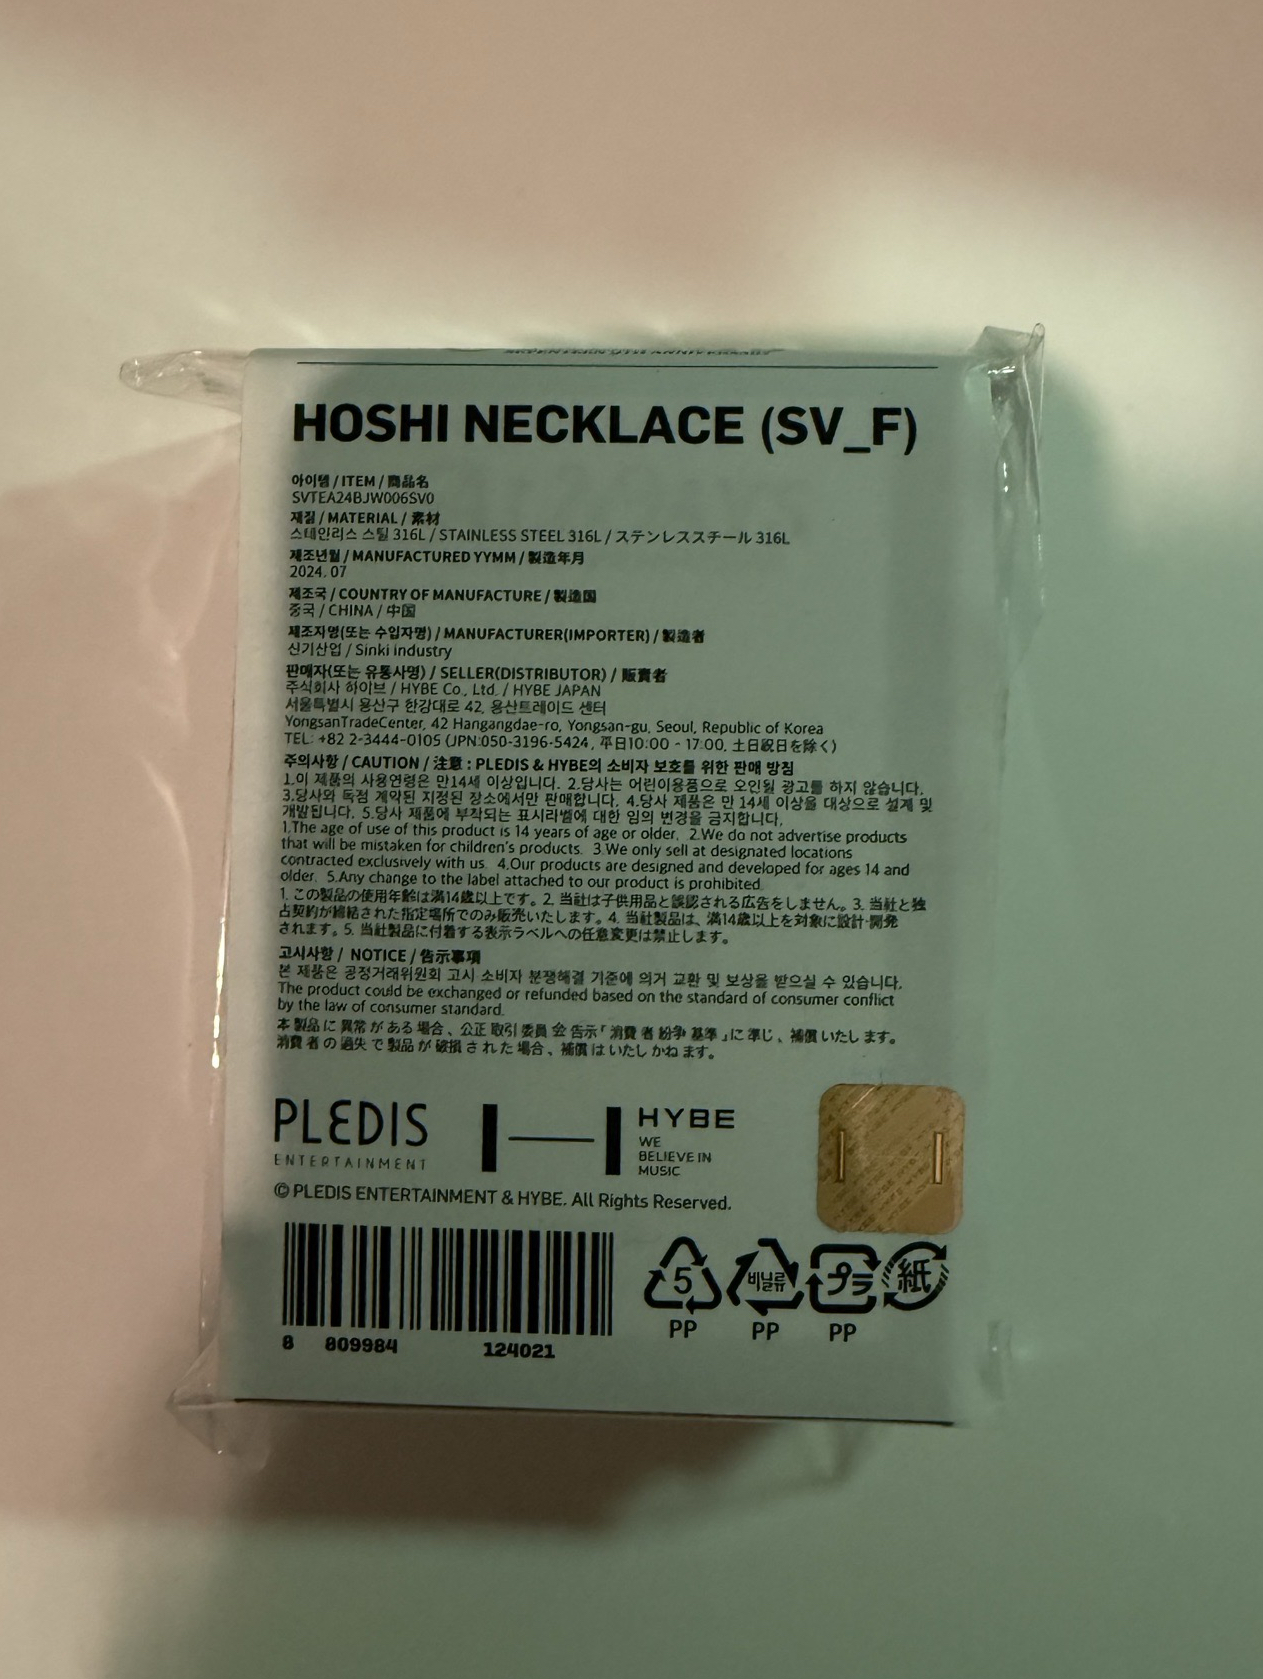 HOSHI NECKLACE (SV_F)
아이템 / ITEM / 商品名
SVTEA24BJW006SV0
재질 / MATERIAL / 素材
스테인리스 스틸 316L / STAINLESS STEEL 316L / ステンレススチール 316L
제조년월 / MANUFACTURED YYMM / 製造年月
2024. 07
제조국 / COUNTRY OF MANUFACTURE / 製造国
중국 / CHINA / 中国
제조자명(또는 수입자명) / MANUFACTURER(IMPORTER) / 製造者
신기산업 / Sinki industry
판매자(또는 유통사명) / SELLER(DISTRIBUTOR) / 販賣者
주식회사 하이브 / HYBE Co., Ltd. / HYBE JAPAN
서울특별시 용산구 한강대로 42, 용산트레이드 센터
YongsanTradeCenter, 42 Hangangdae-ro, Yongsan-gu, Seoul, Republic of Korea
TEL: +82 2-3444-0105 (JPN:050-3196-5424, 平日10:00 - 17:00, 土日祝日を除く)
주의사항 / CAUTION / 注意 : PLEDIS & HYBE의 소비자 보호를 위한 판매 방침
1.이 제품의 사용연령은 만14세 이상입니다. 2.당사는 어린이용품으로 오인될 광고를 하지 않습니다.
3.당사와 독점 계약된 지정된 장소에서만 판매합니다. 4.당사 제품은 만 14세 이상을 대상으로 설계 및
개발됩니다. 5.당사 제품에 부착되는 표시라벨에 대한 임의 변경을 금지합니다.
1.The age of use of this product is 14 years of age or older. 2.We do not advertise products
that will be mistaken for children's products. 3.We only sell at designated locations
contracted exclusively with us. 4.Our products are designed and developed for ages 14 and
older. 5.Any change to the label attached to our product is prohibited.
1. この製品の使用年齢は満14歳以上です。2. 当社は子供用品と誤認される広告をしません。3. 当社と独
占契約が締結された指定場所でのみ販売いたします。4. 当社製品は、満14歳以上を対象に設計·開発
されます。5. 当社製品に付着する表示ラベルへの任意変更は禁止します。
고시사항 / NOTICE / 告示事項
본 제품은 공정거래위원회 고시 소비자 분쟁해결 기준에 의거 교환 및 보상을 받으실 수 있습니다.
The product could be exchanged or refunded based on the standard of consumer conflict
by the law of consumer standard.
本製品に異常がある場合、公正取引委員会告示「消費者紛争基準」に準じ、補償いたします。
消費者の過失で製品が破損された場合、補償はいたしかねます。
PLEDIS
ENTERTAINMENT
HYBE
WE
BELIEVE IN
MUSIC
© PLEDIS ENTERTAINMENT & HYBE. All Rights Reserved.
8 809984 124021
5
PP
비닐류
PP
プラ
PP
紙